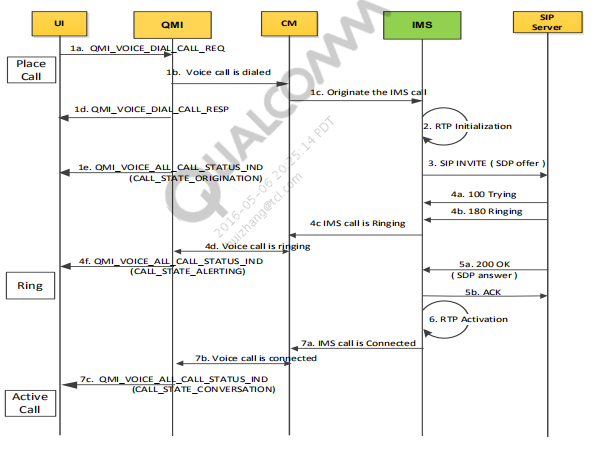 UI
QMI
CM
IMS
SIP
Server
1a. QMI_VOICE_DIAL_CALL_REQ
Place
Call
1b. Voice call is dialed
1c. Originate the IMS call
1d. QMI_VOICE_DIAL_CALL_RESP
2. RTP Initialization
1e. QMI_VOICE_ALL_CALL_STATUS_IND
(CALL_STATE_ORIGINATION)
3. SIP INVITE ( SDP offer )
4a. 100 Trying
4b. 180 Ringing
4c IMS call is Ringing
4d. Voice call is ringing
4f. QMI_VOICE_ALL_CALL_STATUS_IND
(CALL_STATE_ALERTING)
5a. 200 OK
( SDP answer )
Ring
5b. ACK
6. RTP Activation
7a. IMS call is Connected
7b. Voice call is connected
7c. QMI_VOICE_ALL_CALL_STATUS_IND
(CALL_STATE_CONVERSATION)
Active
Call
QUALCOMM
2016-05-06 20:25:14 PDT